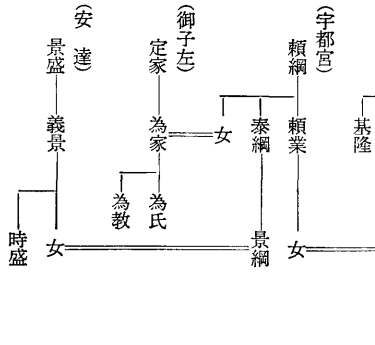 （宇都宮）
頼綱
頼業
女
泰綱
景綱
女
基隆
（御子左）
定家
為家
為氏
為教
（安達）
景盛
義景
女
時盛